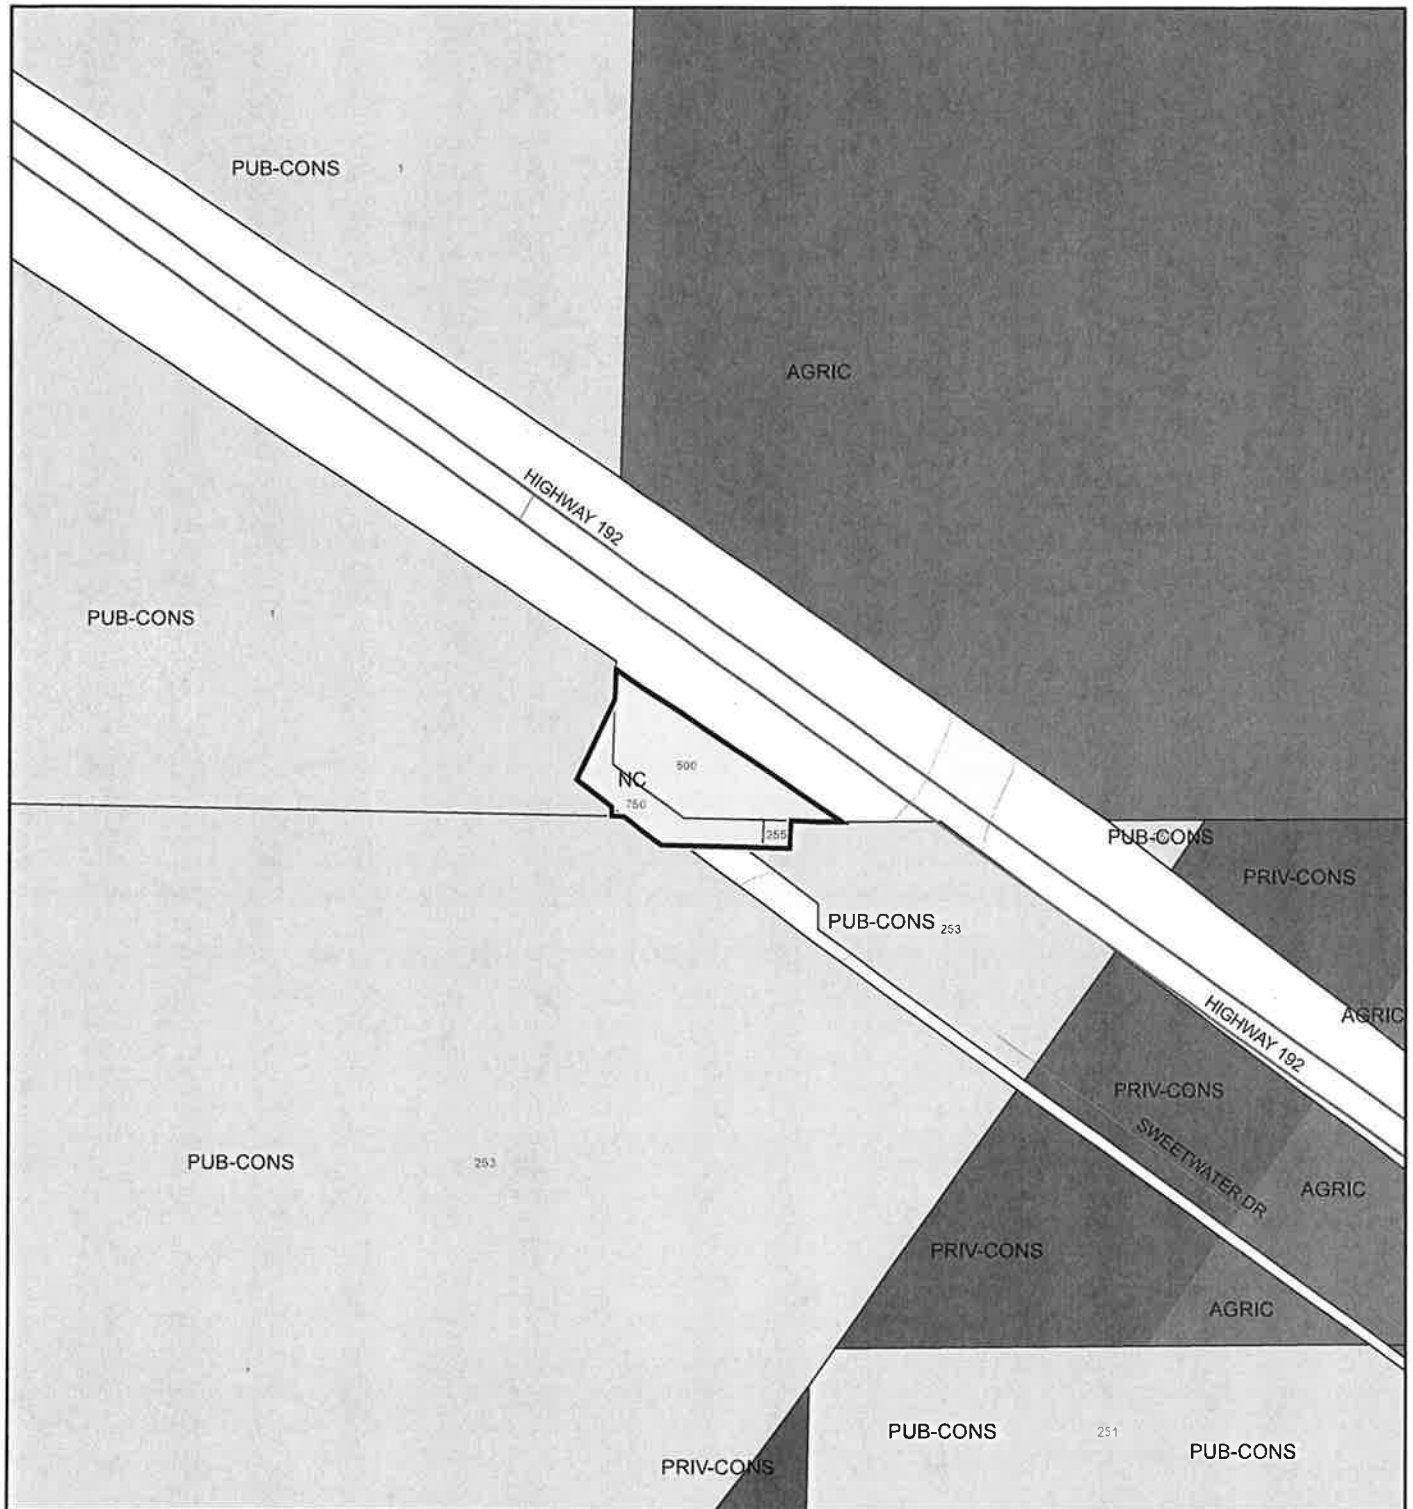 PUB-CONS 1
AGRIC
HIGHWAY 192
PUB-CONS 1
500
NC
750
255
PUB-CONS
PRIV-CONS
PUB-CONS 253
AGRIC
HIGHWAY 192
PRIV-CONS
SWEETWATER DR
PUB-CONS 253
AGRIC
PRIV-CONS
AGRIC
PUB-CONS 251
PUB-CONS
PRIV-CONS